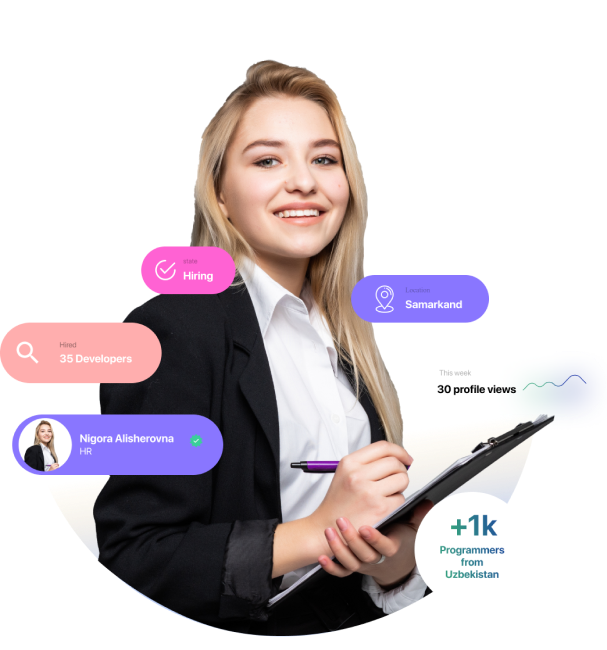 state
Hiring
Location
Samarkand
Hired
35 Developers
This week
30 profile views
Nigora Alisherovna
HR
+1k
Programmers
from
Uzbekistan